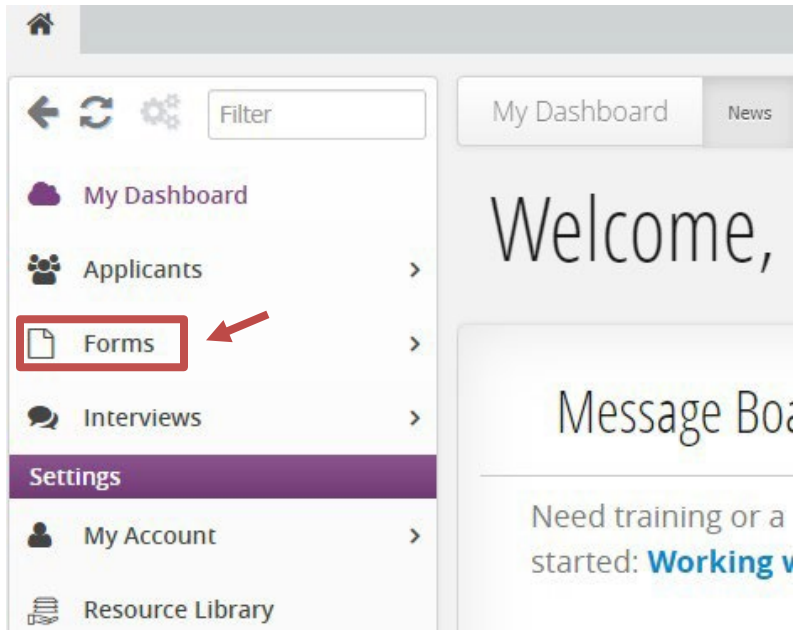 Filter
My Dashboard
Applicants
Forms
Interviews
Settings
My Account
Resource Library
My Dashboard
News
Welcome,
Message Boa
Need training or a
started: Working w